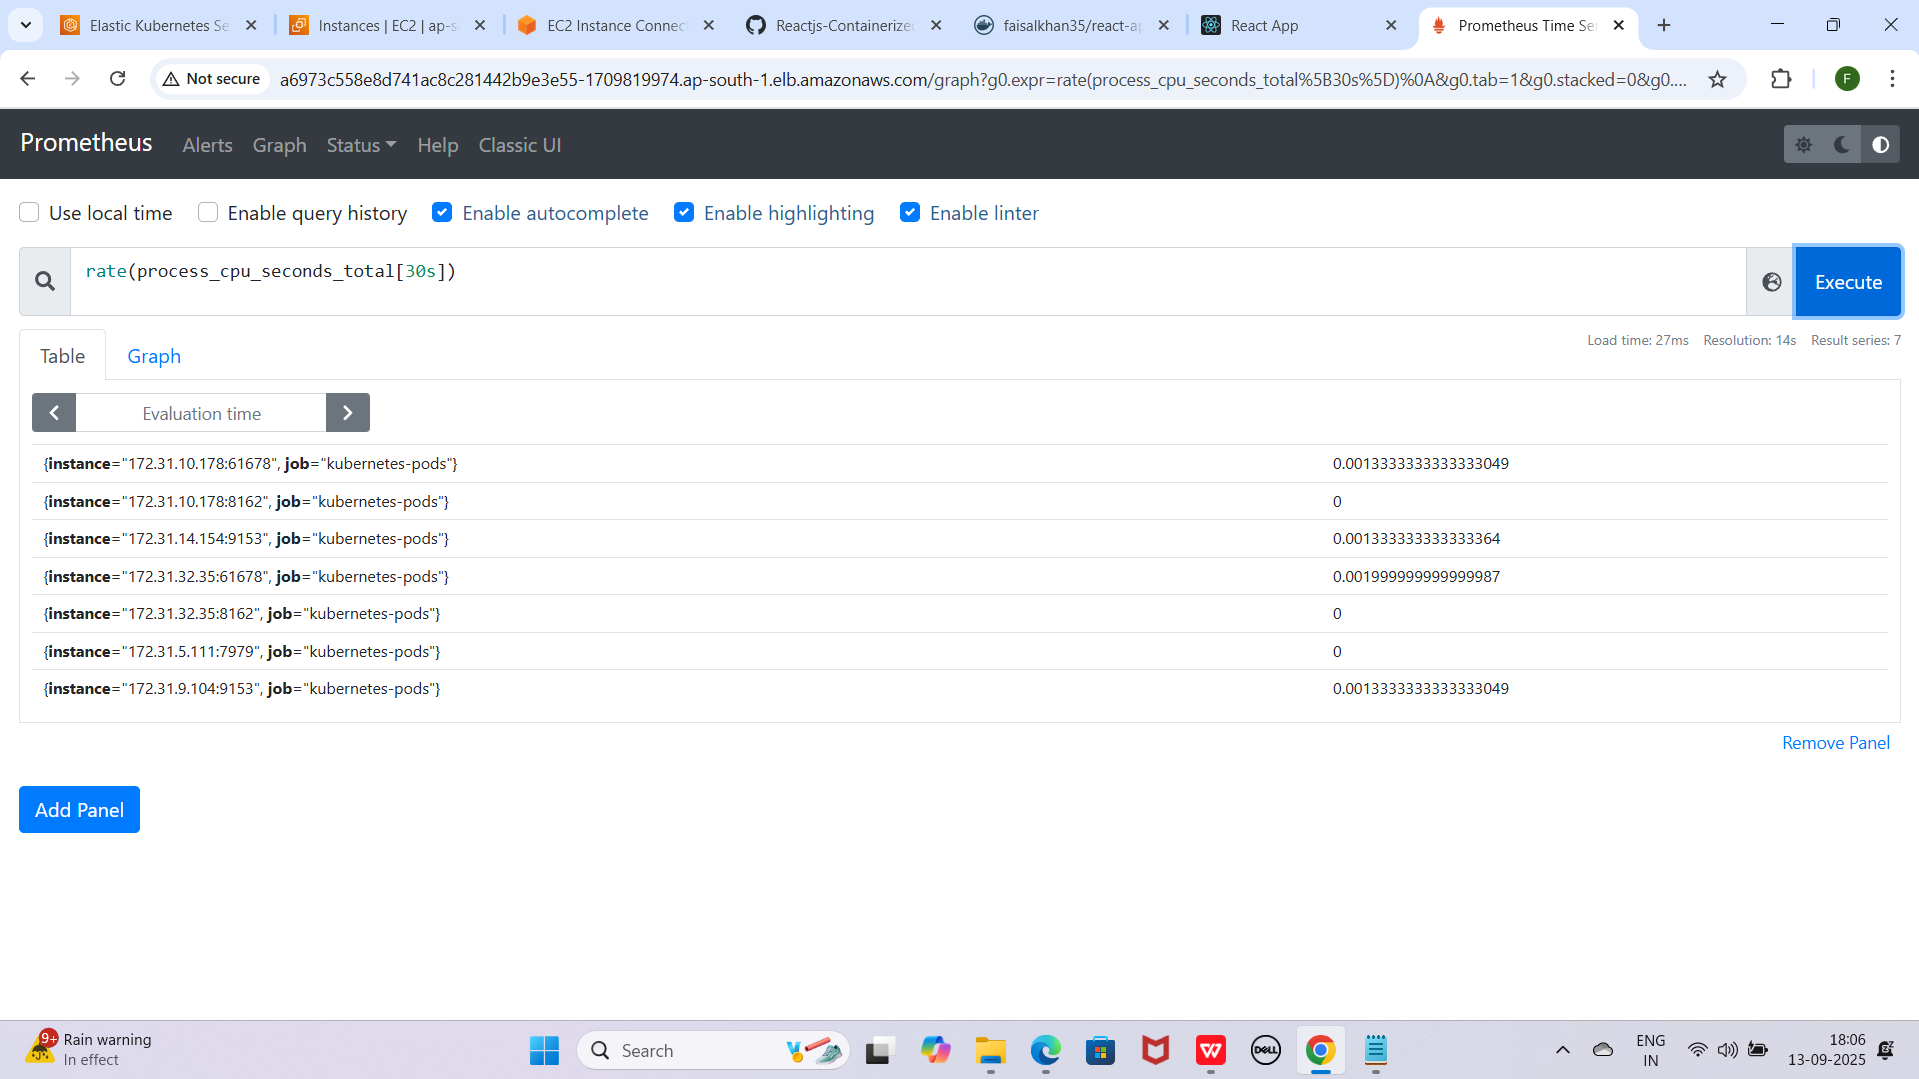 Elastic Kubernetes Se
Instances | EC2 | ap-s
EC2 Instance Connect
Reactjs-Containerized
faisalkhan35/react-ap
React App
Prometheus Time Ser
Not secure
a6973c558e8d741ac8c281442b9e3e55-1709819974.ap-south-1.elb.amazonaws.com/graph?g0.expr=rate(process_cpu_seconds_total%5B30s%5D)%0A&g0.tab=1&g0.stacked=0&g0....
F
Prometheus
Alerts
Graph
Status
Help
Classic UI
Use local time
Enable query history
Enable autocomplete
Enable highlighting
Enable linter
rate(process_cpu_seconds_total[30s])
Execute
Table
Graph
Load time: 27ms Resolution: 14s Result series: 7
Evaluation time
{instance="172.31.10.178:61678", job="kubernetes-pods"} 0.0013333333333333049
{instance="172.31.10.178:8162", job="kubernetes-pods"} 0
{instance="172.31.14.154:9153", job="kubernetes-pods"} 0.001333333333333364
{instance="172.31.32.35:61678", job="kubernetes-pods"} 0.001999999999999987
{instance="172.31.32.35:8162", job="kubernetes-pods"} 0
{instance="172.31.5.111:7979", job="kubernetes-pods"} 0
{instance="172.31.9.104:9153", job="kubernetes-pods"} 0.0013333333333333049
Remove Panel
Add Panel
9+
Rain warning
In effect
Search
W
DELL
ENG
IN
18:06
13-09-2025